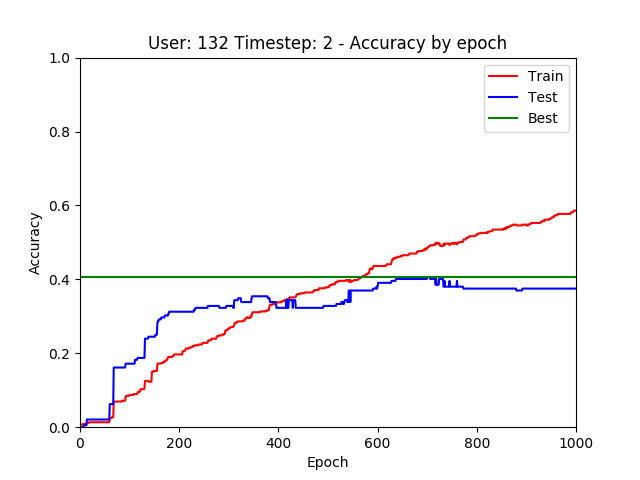 User: 132 Timestep: 2 - Accuracy by epoch
1.0
0.8
0.6
0.4
0.2
0.0
Accuracy
Train
Test
Best
0 200 400 600 800 1000
Epoch